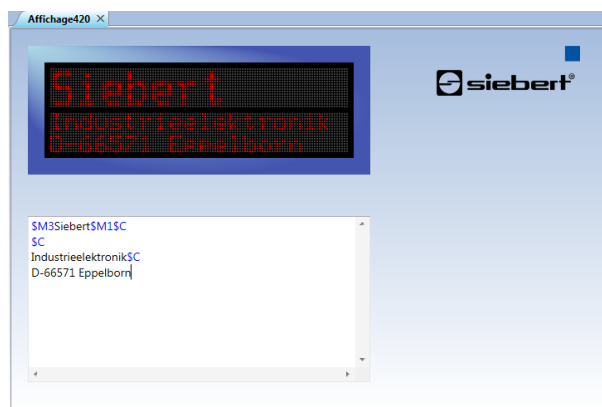 Affichage420
Siebert
Industrieelektronik
D-66571 Eppelborn
siebert®
$M3Siebert$M1$C
$C
Industrieelektronik$C
D-66571 Eppelborn